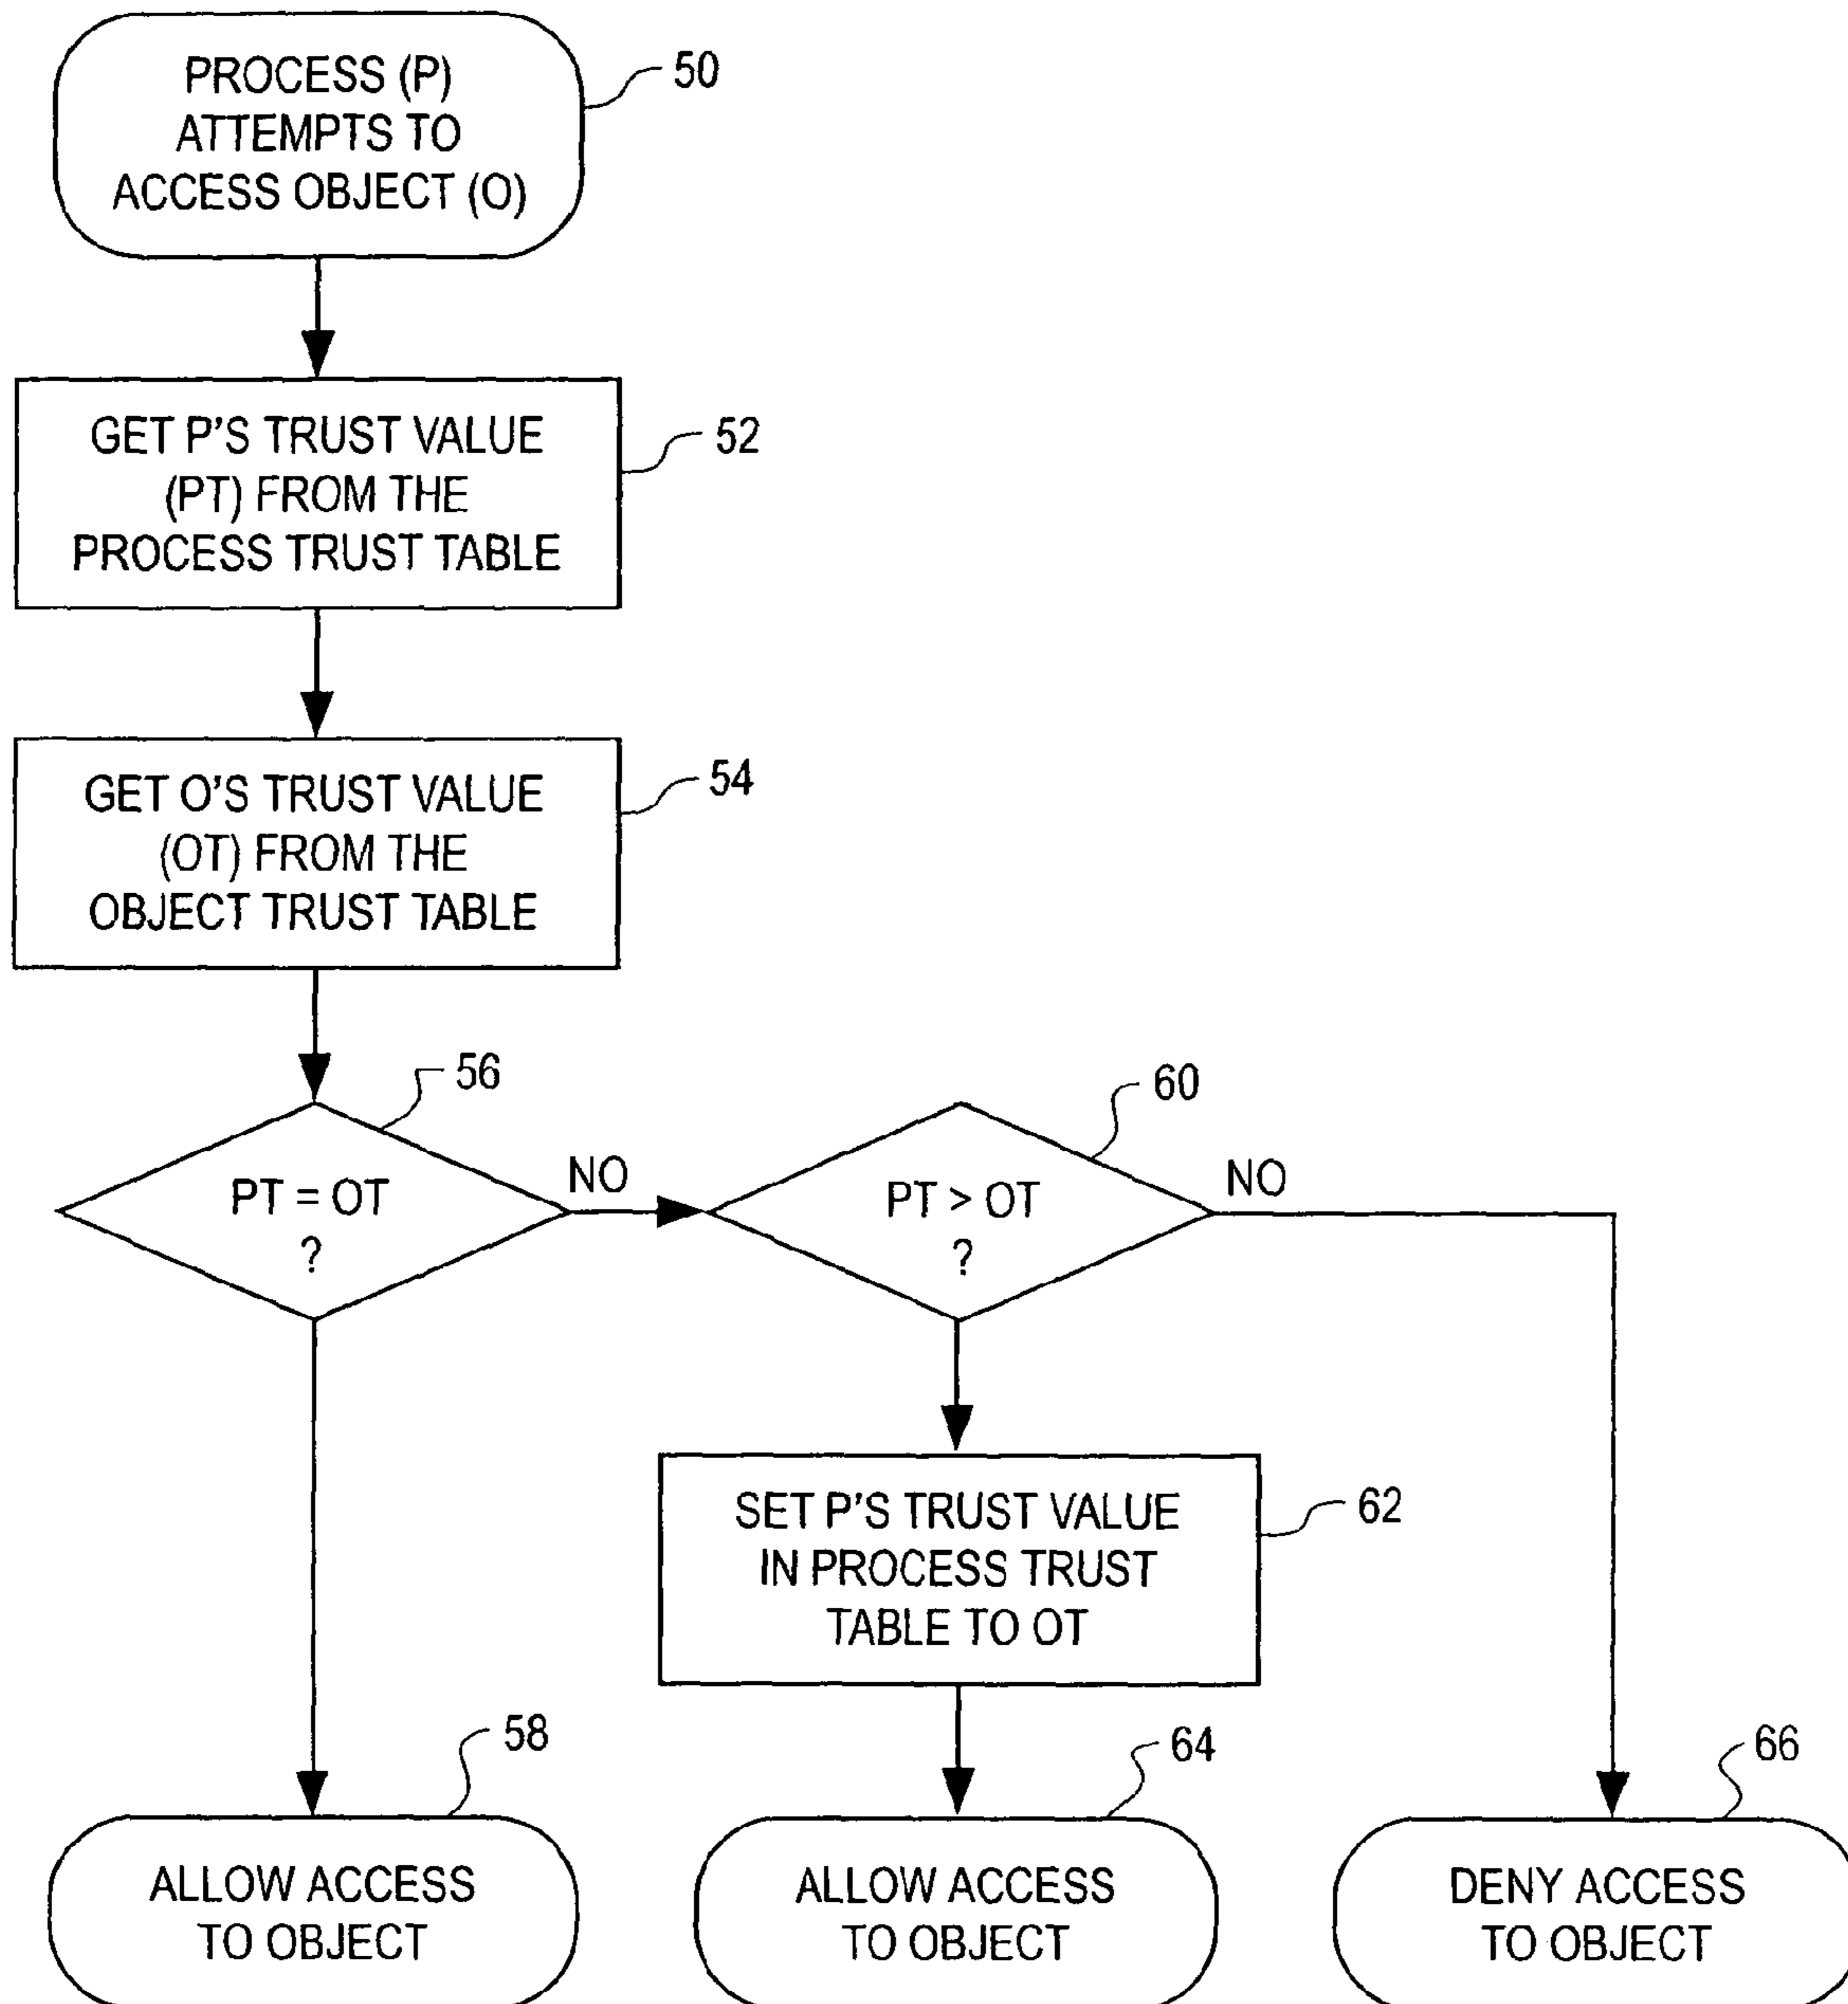 PROCESS (P)
ATTEMPTS TO
ACCESS OBJECT (O)
50
GET P'S TRUST VALUE
(PT) FROM THE
PROCESS TRUST TABLE
52
GET O'S TRUST VALUE
(OT) FROM THE
OBJECT TRUST TABLE
54
PT = OT
?
56
NO
PT > OT
?
60
NO
SET P'S TRUST VALUE
IN PROCESS TRUST
TABLE TO OT
62
ALLOW ACCESS
TO OBJECT
58
ALLOW ACCESS
TO OBJECT
64
DENY ACCESS
TO OBJECT
66